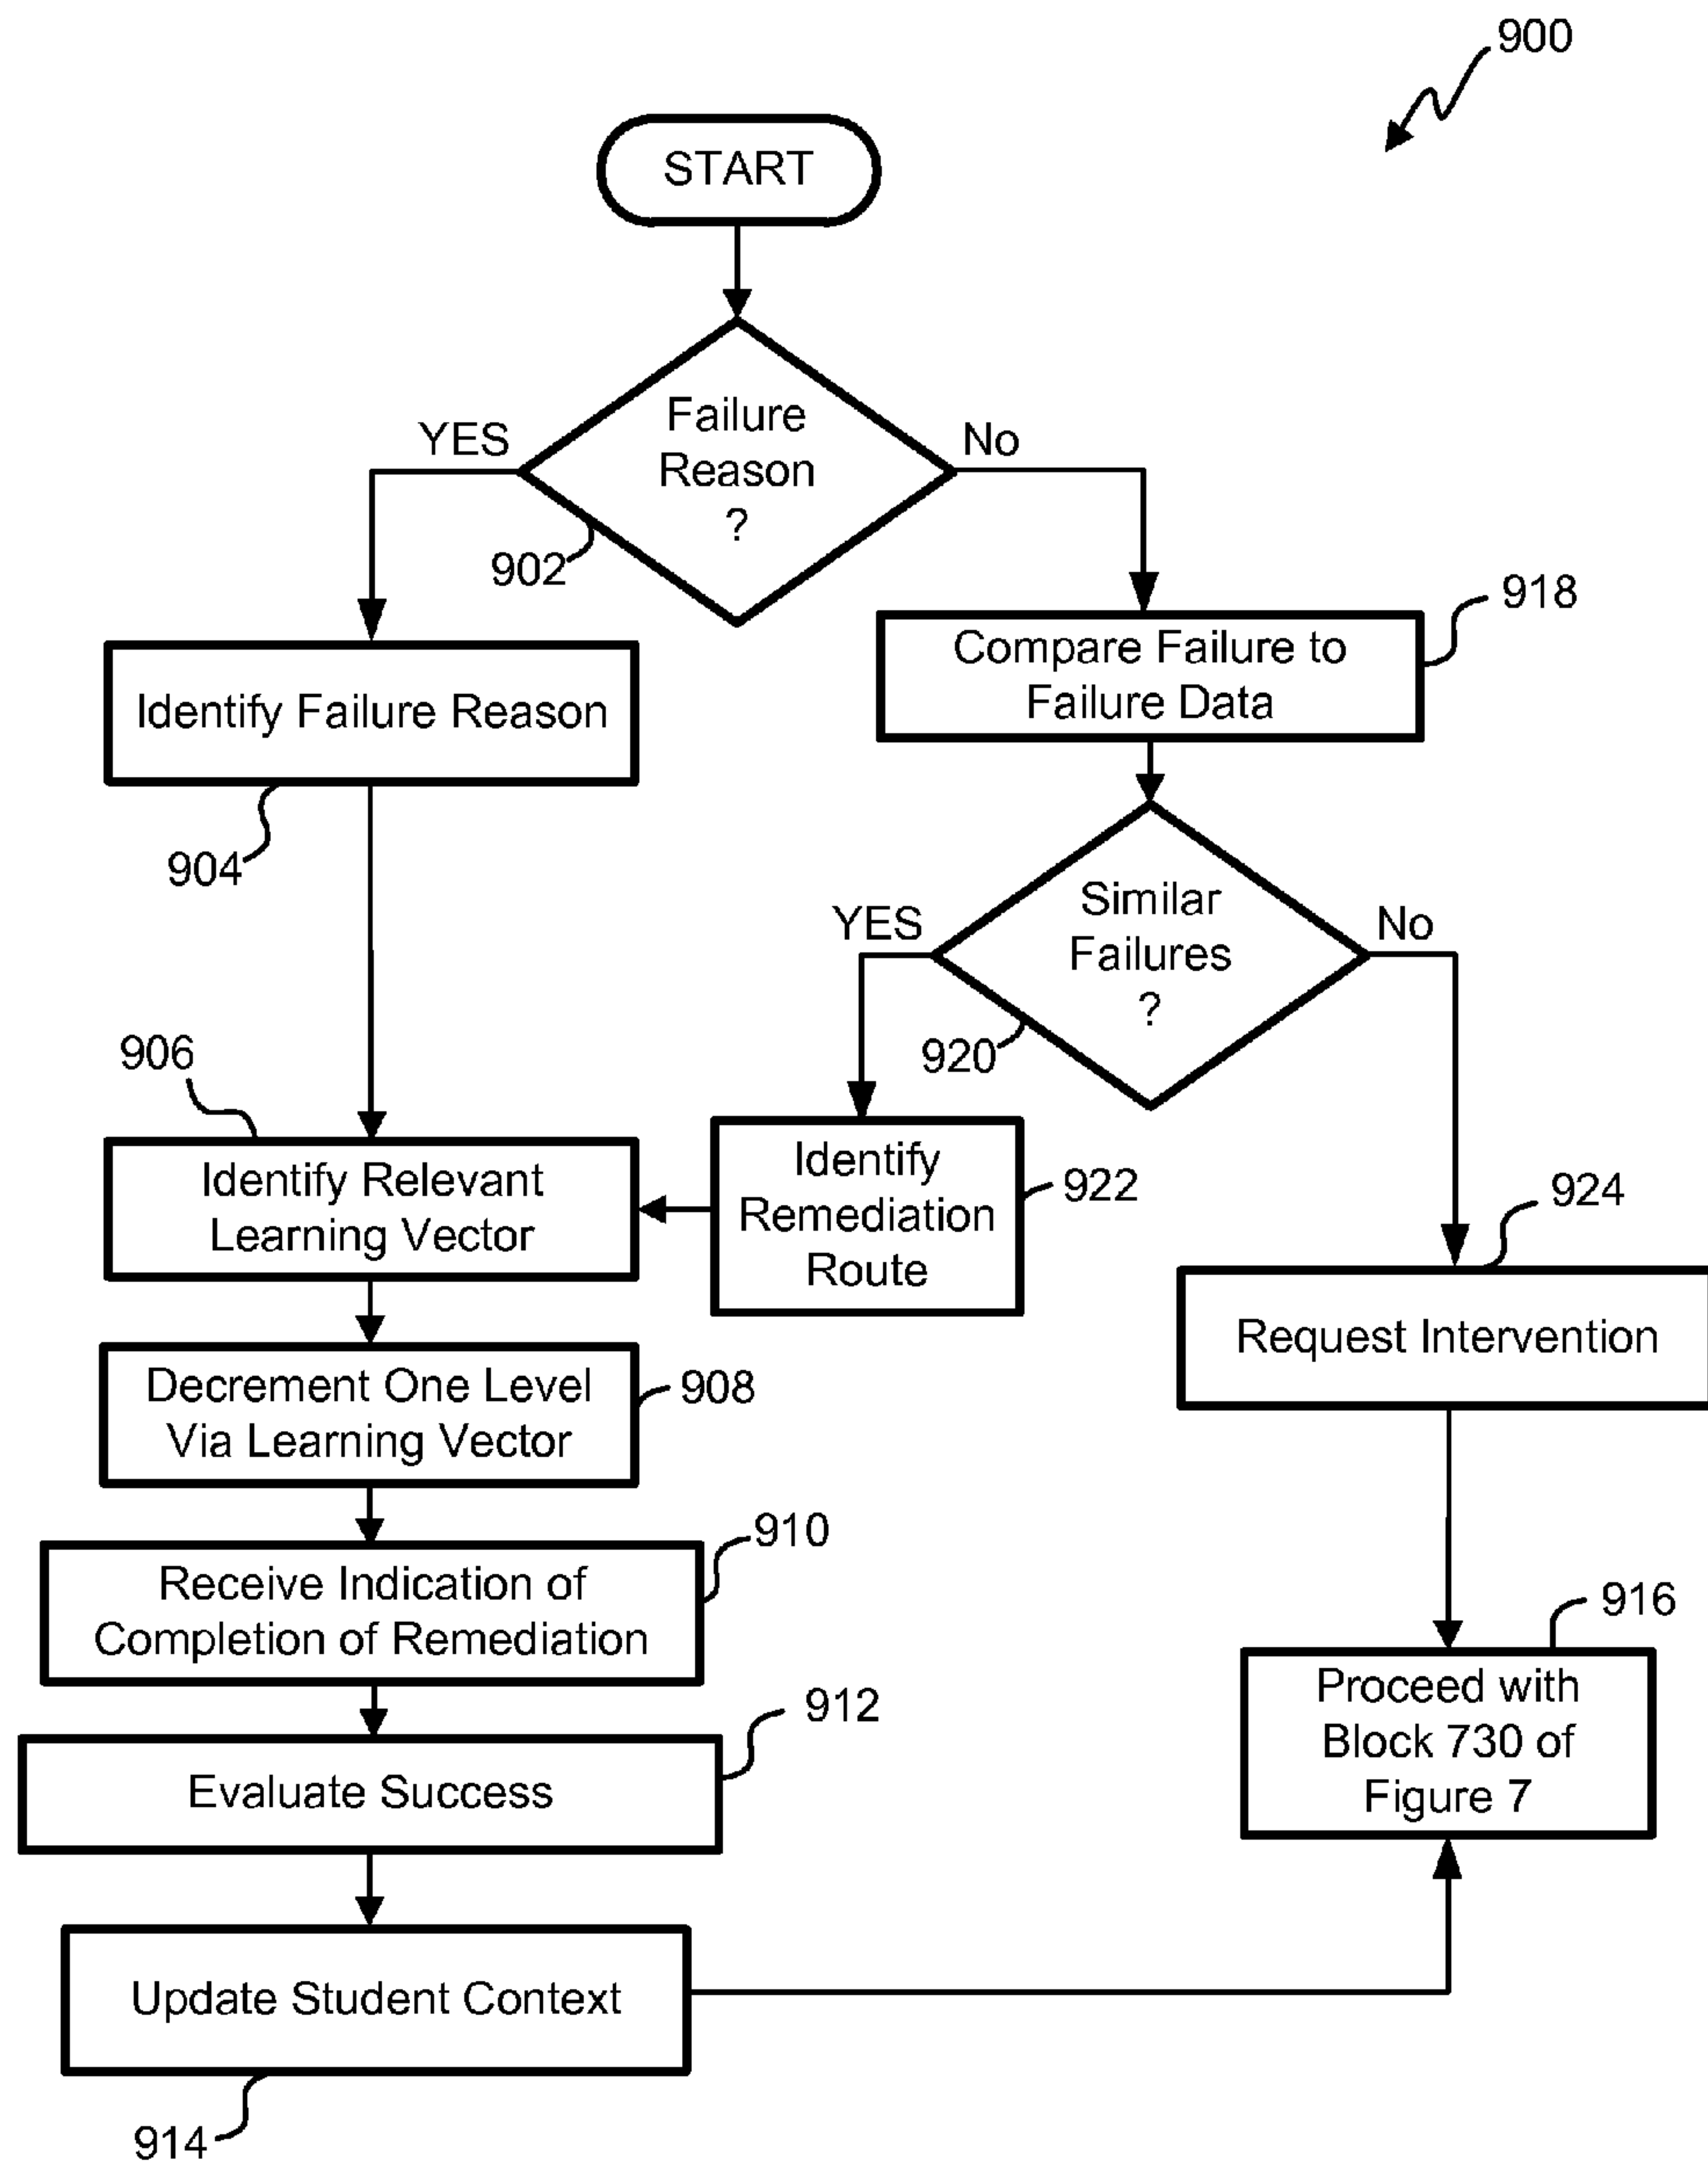 900
START
YES
Failure
Reason
?
No
902
918
Compare Failure to
Failure Data
Identify Failure Reason
904
YES
Similar
Failures
?
No
920
906
Identify Relevant
Learning Vector
Identify
Remediation
Route
922
924
Request Intervention
Decrement One Level
Via Learning Vector
908
910
Receive Indication of
Completion of Remediation
916
Proceed with
Block 730 of
Figure 7
912
Evaluate Success
Update Student Context
914